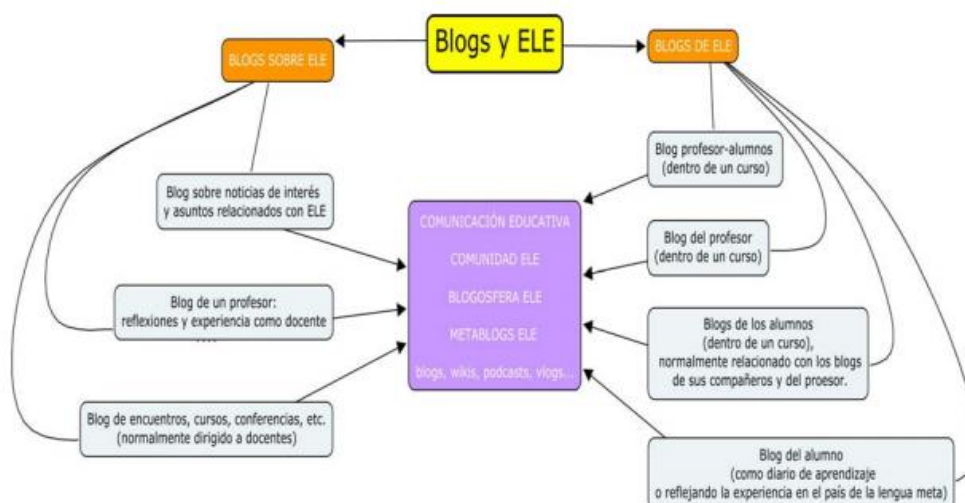 Blogs y ELE
BLOGS SOBRE ELE
BLOGS DE ELE
Blog sobre noticias de interés
y asuntos relacionados con ELE
Blog de un profesor:
reflexiones y experiencia como docente
....
Blog de encuentros, cursos, conferencias, etc.
(normalmente dirigido a docentes)
COMUNICACIÓN EDUCATIVA
COMUNIDAD ELE
BLOGOSFERA ELE
METABLOGS ELE
blogs, wikis, podcasts, vlogs...
Blog profesor-alumnos
(dentro de un curso)
Blog del profesor
(dentro de un curso)
Blogs de los alumnos
(dentro de un curso),
normalmente relacionado con los blogs
de sus compañeros y del proesor.
Blog del alumno
(como diario de aprendizaje
o reflejando la experiencia en el país de la lengua meta)